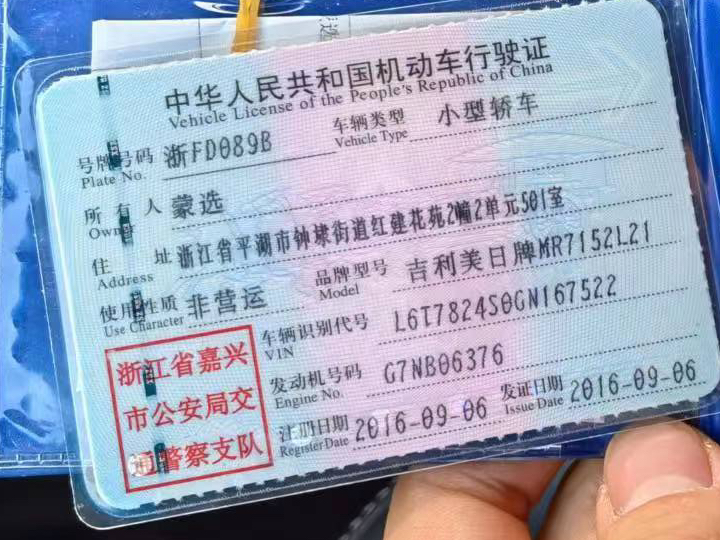 中华人民共和国机动车行驶证
Vehicle License of the People's Republic of China
号牌号码 浙FD089B 车辆类型 小型轿车
Plate No. Vehicle Type
所有人 蒙选
Owner
住址 浙江省平湖市钟埭街道红建花苑2幢2单元501室
Address
使用性质 非营运 品牌型号 吉利美日牌MR7152L21
Use Character Model
车辆识别代号 L6T7824S0GN167522
VIN
发动机号码 G7NB06376
Engine No.
注册日期 2016-09-06 发证日期 2016-09-06
Register Date Issue Date
浙江省嘉兴
市公安局交
通警察支队